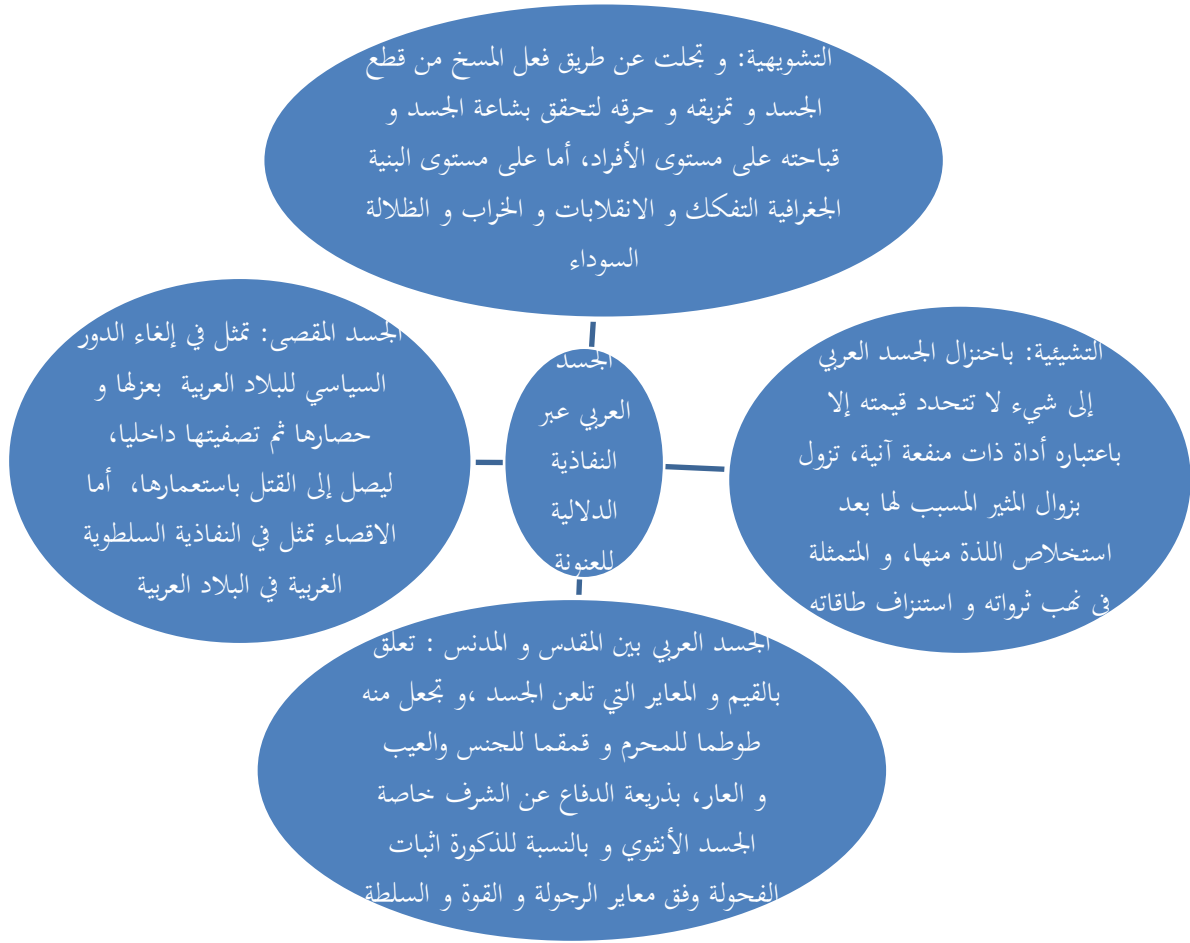 التشويهية: و تجلت عن طريق فعل المسخ من قطع
الجسد و تمزيقه و حرقه لتحقق بشاعة الجسد و
قباحته على مستوى الأفراد، أما على مستوى البنية
الجغرافية التفكك و الانقلابات و الخراب و الظلالة
السوداء
التشيئية: باختزال الجسد العربي
إلى شيء لا تتحدد قيمته إلا
باعتباره أداة ذات منفعة آنية، تزول
بزوال المثير المسبب لها بعد
استخلاص اللذة منها، و المتمثلة
في نهب ثرواته و استنزاف طاقاته
الجسد
العربي عبر
النفاذية
الدلالية
للعنونة
الجسد المقصى: تمثل في إلغاء الدور
السياسي للبلاد العربية بعزلها و
حصارها ثم تصفيتها داخليا،
ليصل إلى القتل باستعمارها، أما
الاقصاء تمثل في النفاذية السلطوية
الغربية في البلاد العربية
الجسد العربي بين المقدس و المدنس : تعلق
بالقيم و المعاير التي تلعن الجسد ،و تجعل منه
طوطما للمحرم و قمقما للجنس والعيب
و العار، بذريعة الدفاع عن الشرف خاصة
الجسد الأنثوي و بالنسبة للذكورة اثبات
الفحولة وفق معاير الرجولة و القوة و السلطة